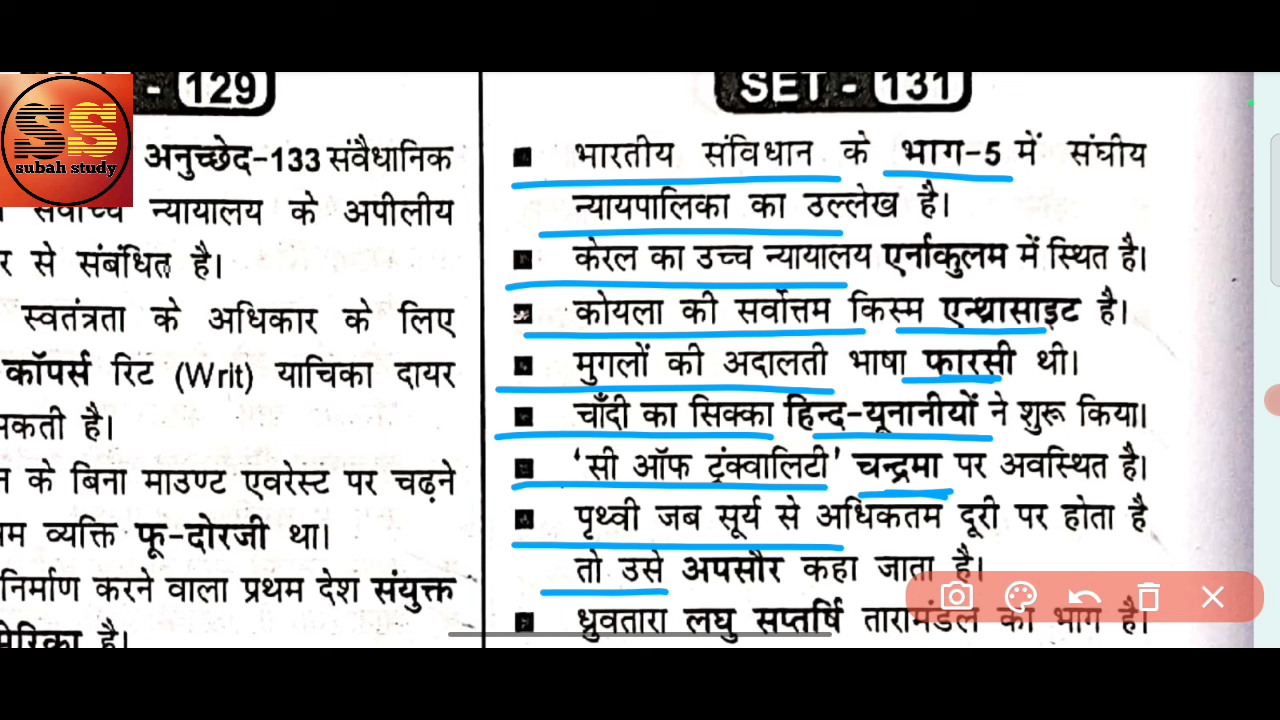 SS
subah study
- 129
अनुच्छेद-133 संवैधानिक
सर्वोच्च न्यायालय के अपीलीय
र से संबंधित है।
स्वतंत्रता के अधिकार के लिए
कॉपर्स रिट (Writ) याचिका दायर
सकती है।
न के बिना माउण्ट एवरेस्ट पर चढ़ने
म व्यक्ति फू-दोरजी था।
निर्माण करने वाला प्रथम देश संयुक्त
मेरिका है।
SET - 131
▪ भारतीय संविधान के भाग-5 में संघीय
न्यायपालिका का उल्लेख है।
▪ केरल का उच्च न्यायालय एर्नाकुलम में स्थित है।
▪ कोयला की सर्वोत्तम किस्म एन्थ्रासाइट है।
▪ मुगलों की अदालती भाषा फारसी थी।
▪ चाँदी का सिक्का हिन्द-यूनानीयों ने शुरू किया।
▪ 'सी ऑफ ट्रंक्वालिटी' चन्द्रमा पर अवस्थित है।
▪ पृथ्वी जब सूर्य से अधिकतम दूरी पर होता है
तो उसे अपसौर कहा जाता है।
▪ ध्रुवतारा लघु सप्तर्षि तारामंडल का भाग है।